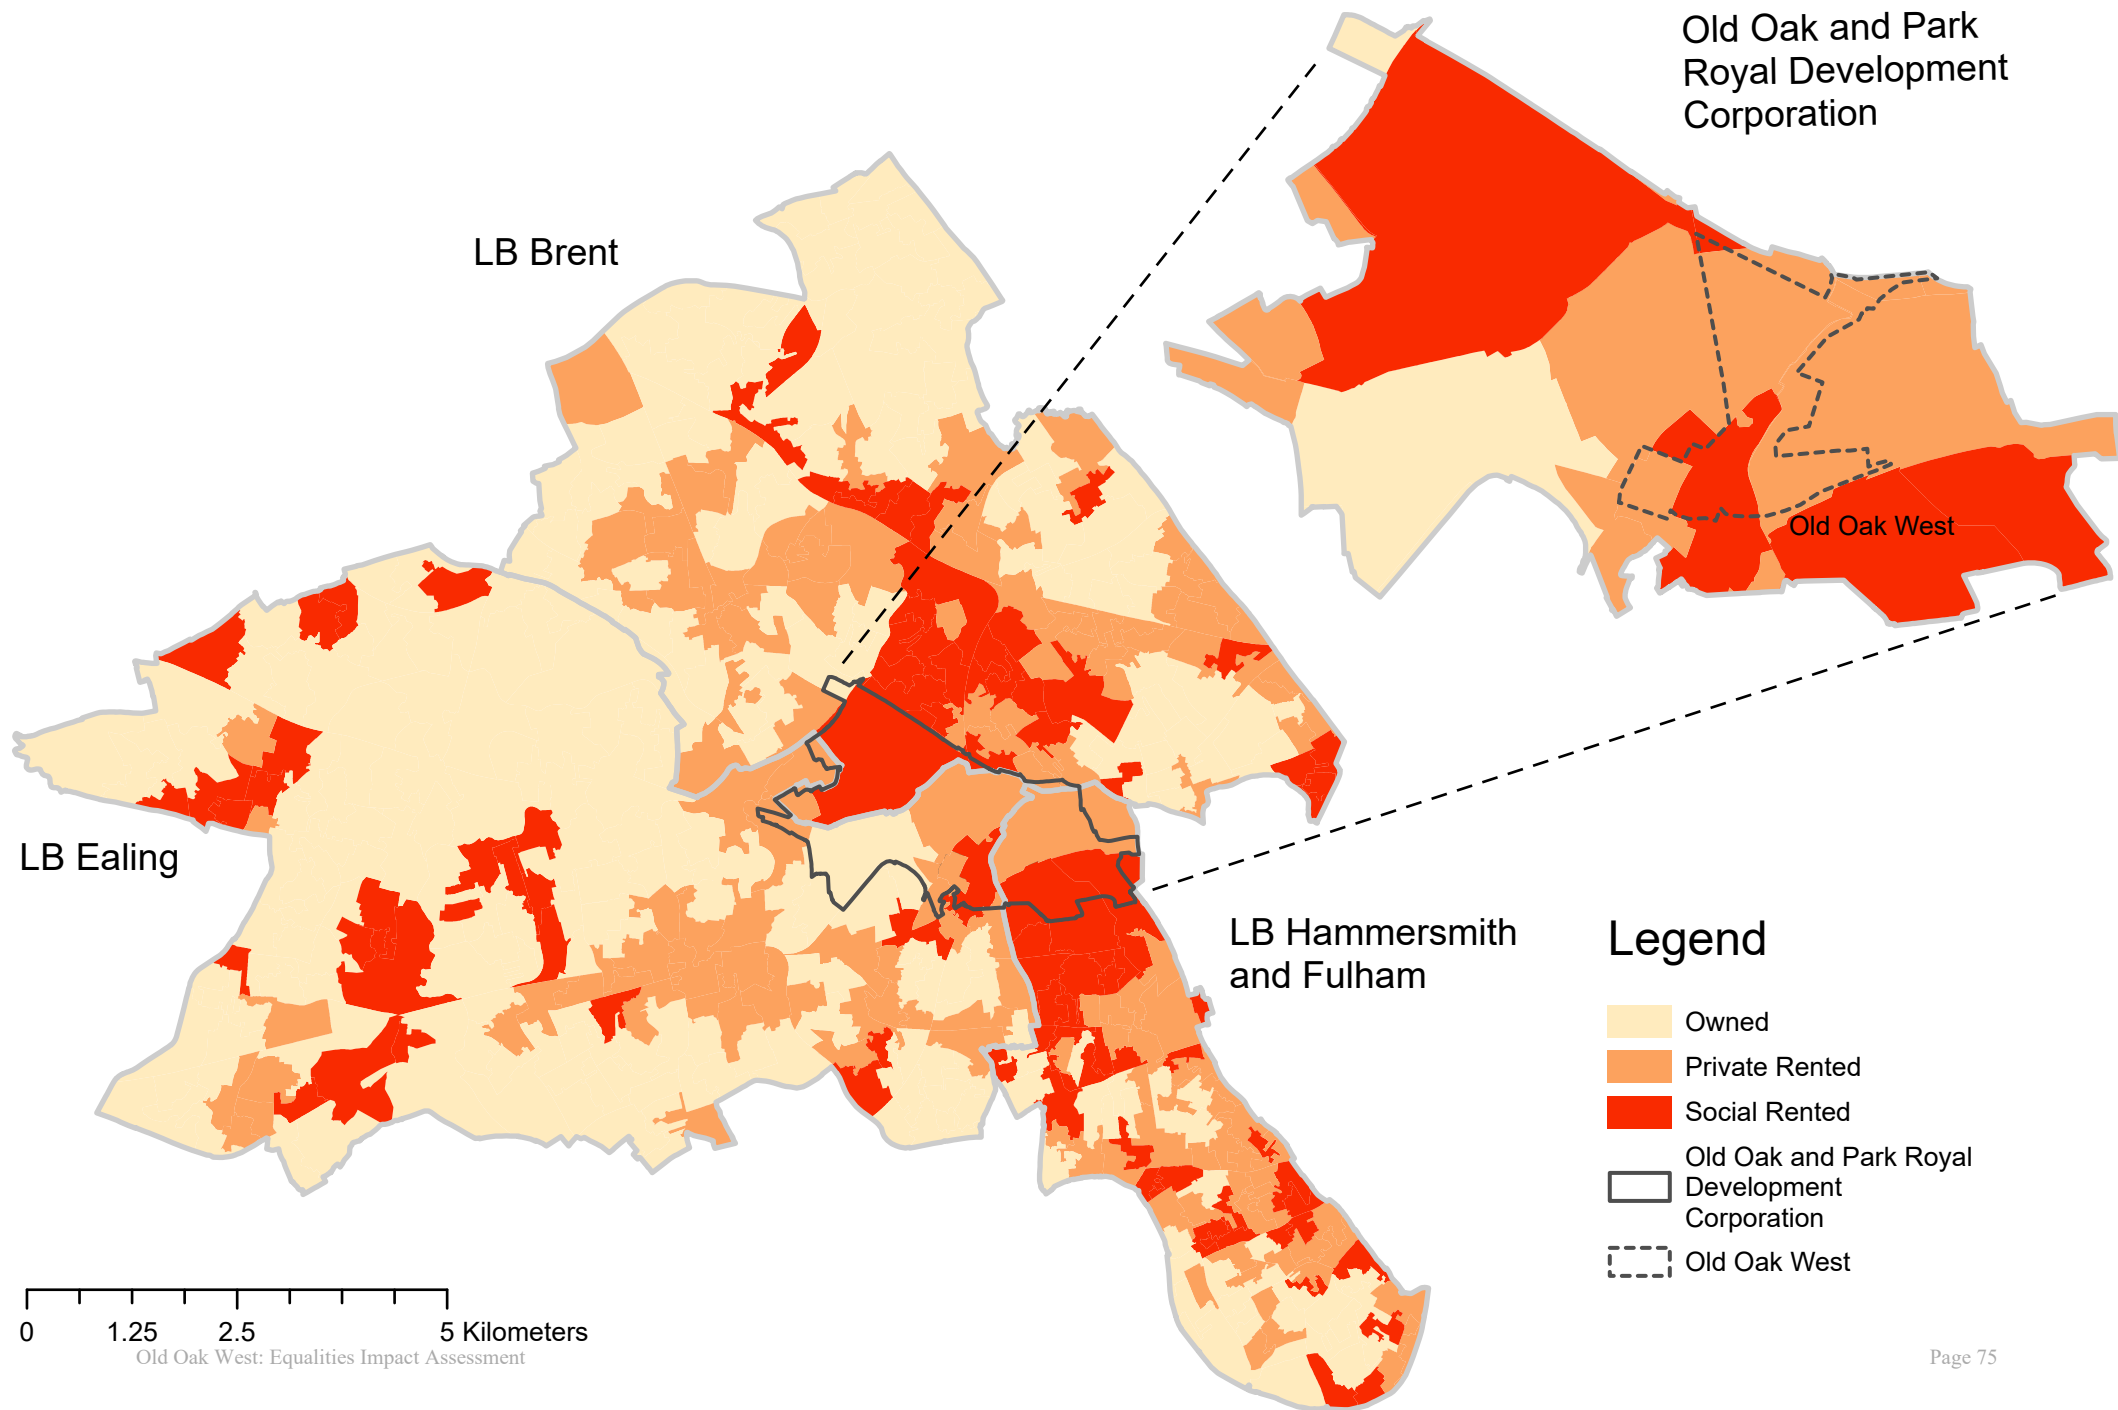 Old Oak and Park
Royal Development
Corporation
LB Brent
Old Oak West
LB Ealing
LB Hammersmith
and Fulham
Legend
Owned
Private Rented
Social Rented
Old Oak and Park Royal
Development
Corporation
Old Oak West
0 1.25 2.5 5 Kilometers
Old Oak West: Equalities Impact Assessment
Page 75